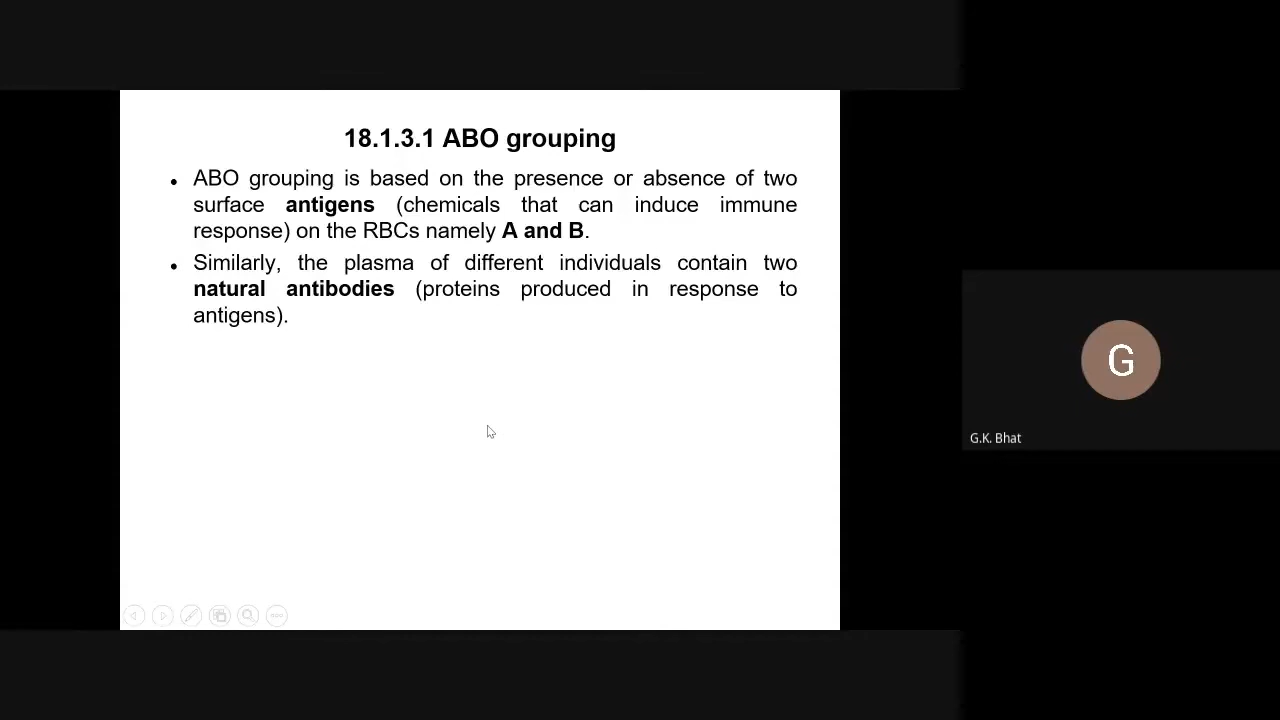 18.1.3.1 ABO grouping
• ABO grouping is based on the presence or absence of two
surface antigens (chemicals that can induce immune
response) on the RBCs namely A and B.
• Similarly, the plasma of different individuals contain two
natural antibodies (proteins produced in response to
antigens).
G
G.K. Bhat